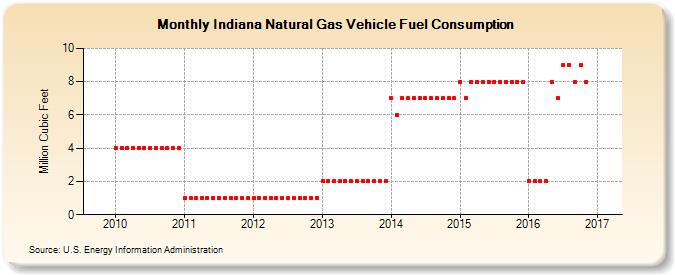 Monthly Indiana Natural Gas Vehicle Fuel Consumption
Million Cubic Feet
10
8
6
4
2
0
2010 2011 2012 2013 2014 2015 2016 2017
Source: U.S. Energy Information Administration